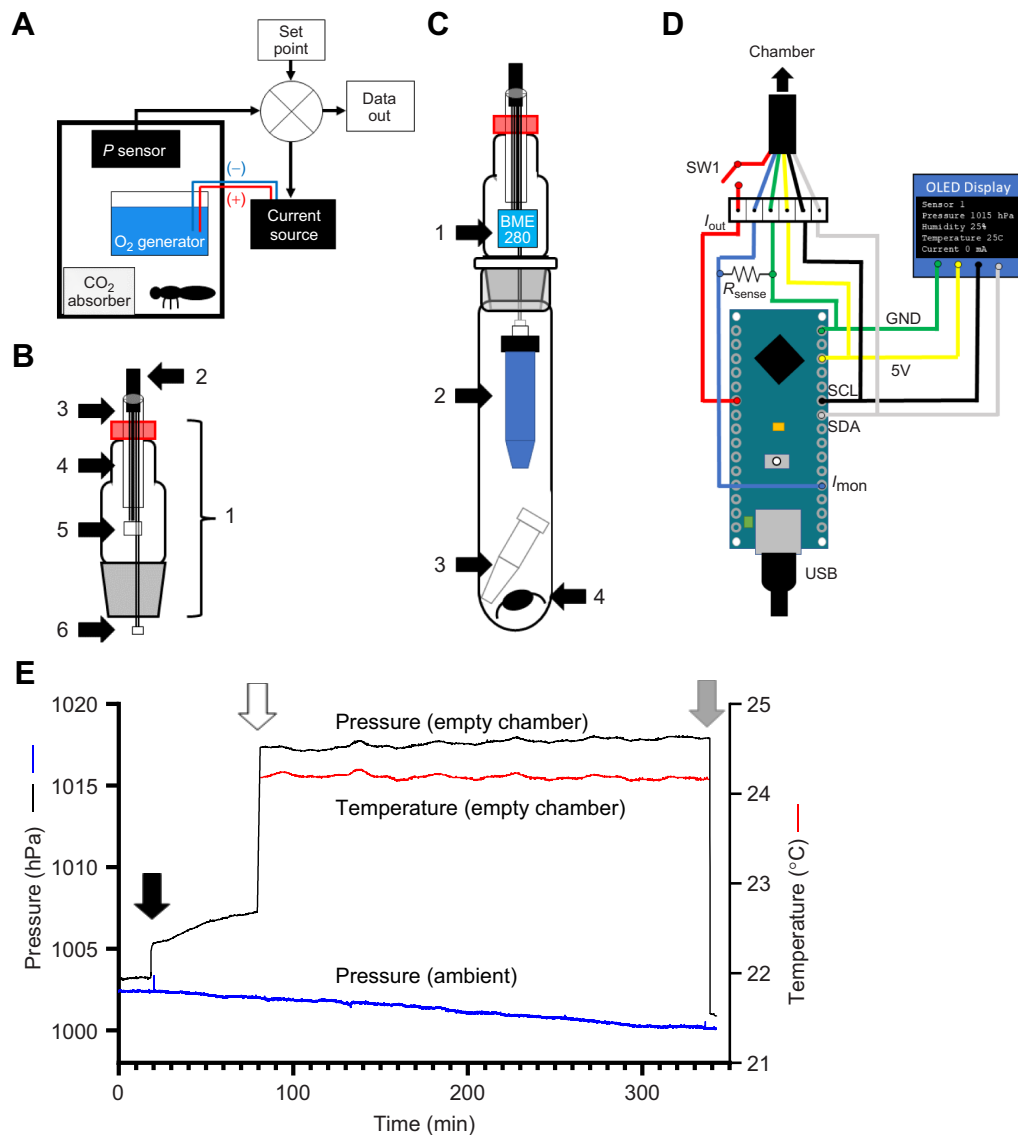 A
Set
point
Data
out
P sensor
(−)
(+)
O2 generator
Current
source
CO2
absorber
B
2
3
4
5
6
1
C
1
BME
280
2
3
4
D
Chamber
SW1
Iout
Rsense
OLED Display
Sensor 1
Pressure 1015 hPa
Humidity 25%
Temperature 25C
Current 0 mA
GND
5V
SCL
SDA
Imon
USB
E
1020
1015
1005
1000
Pressure (hPa)
Pressure (empty chamber)
Temperature (empty chamber)
Pressure (ambient)
25
24
23
22
21
Temperature (°C)
0
100
200
300
Time (min)